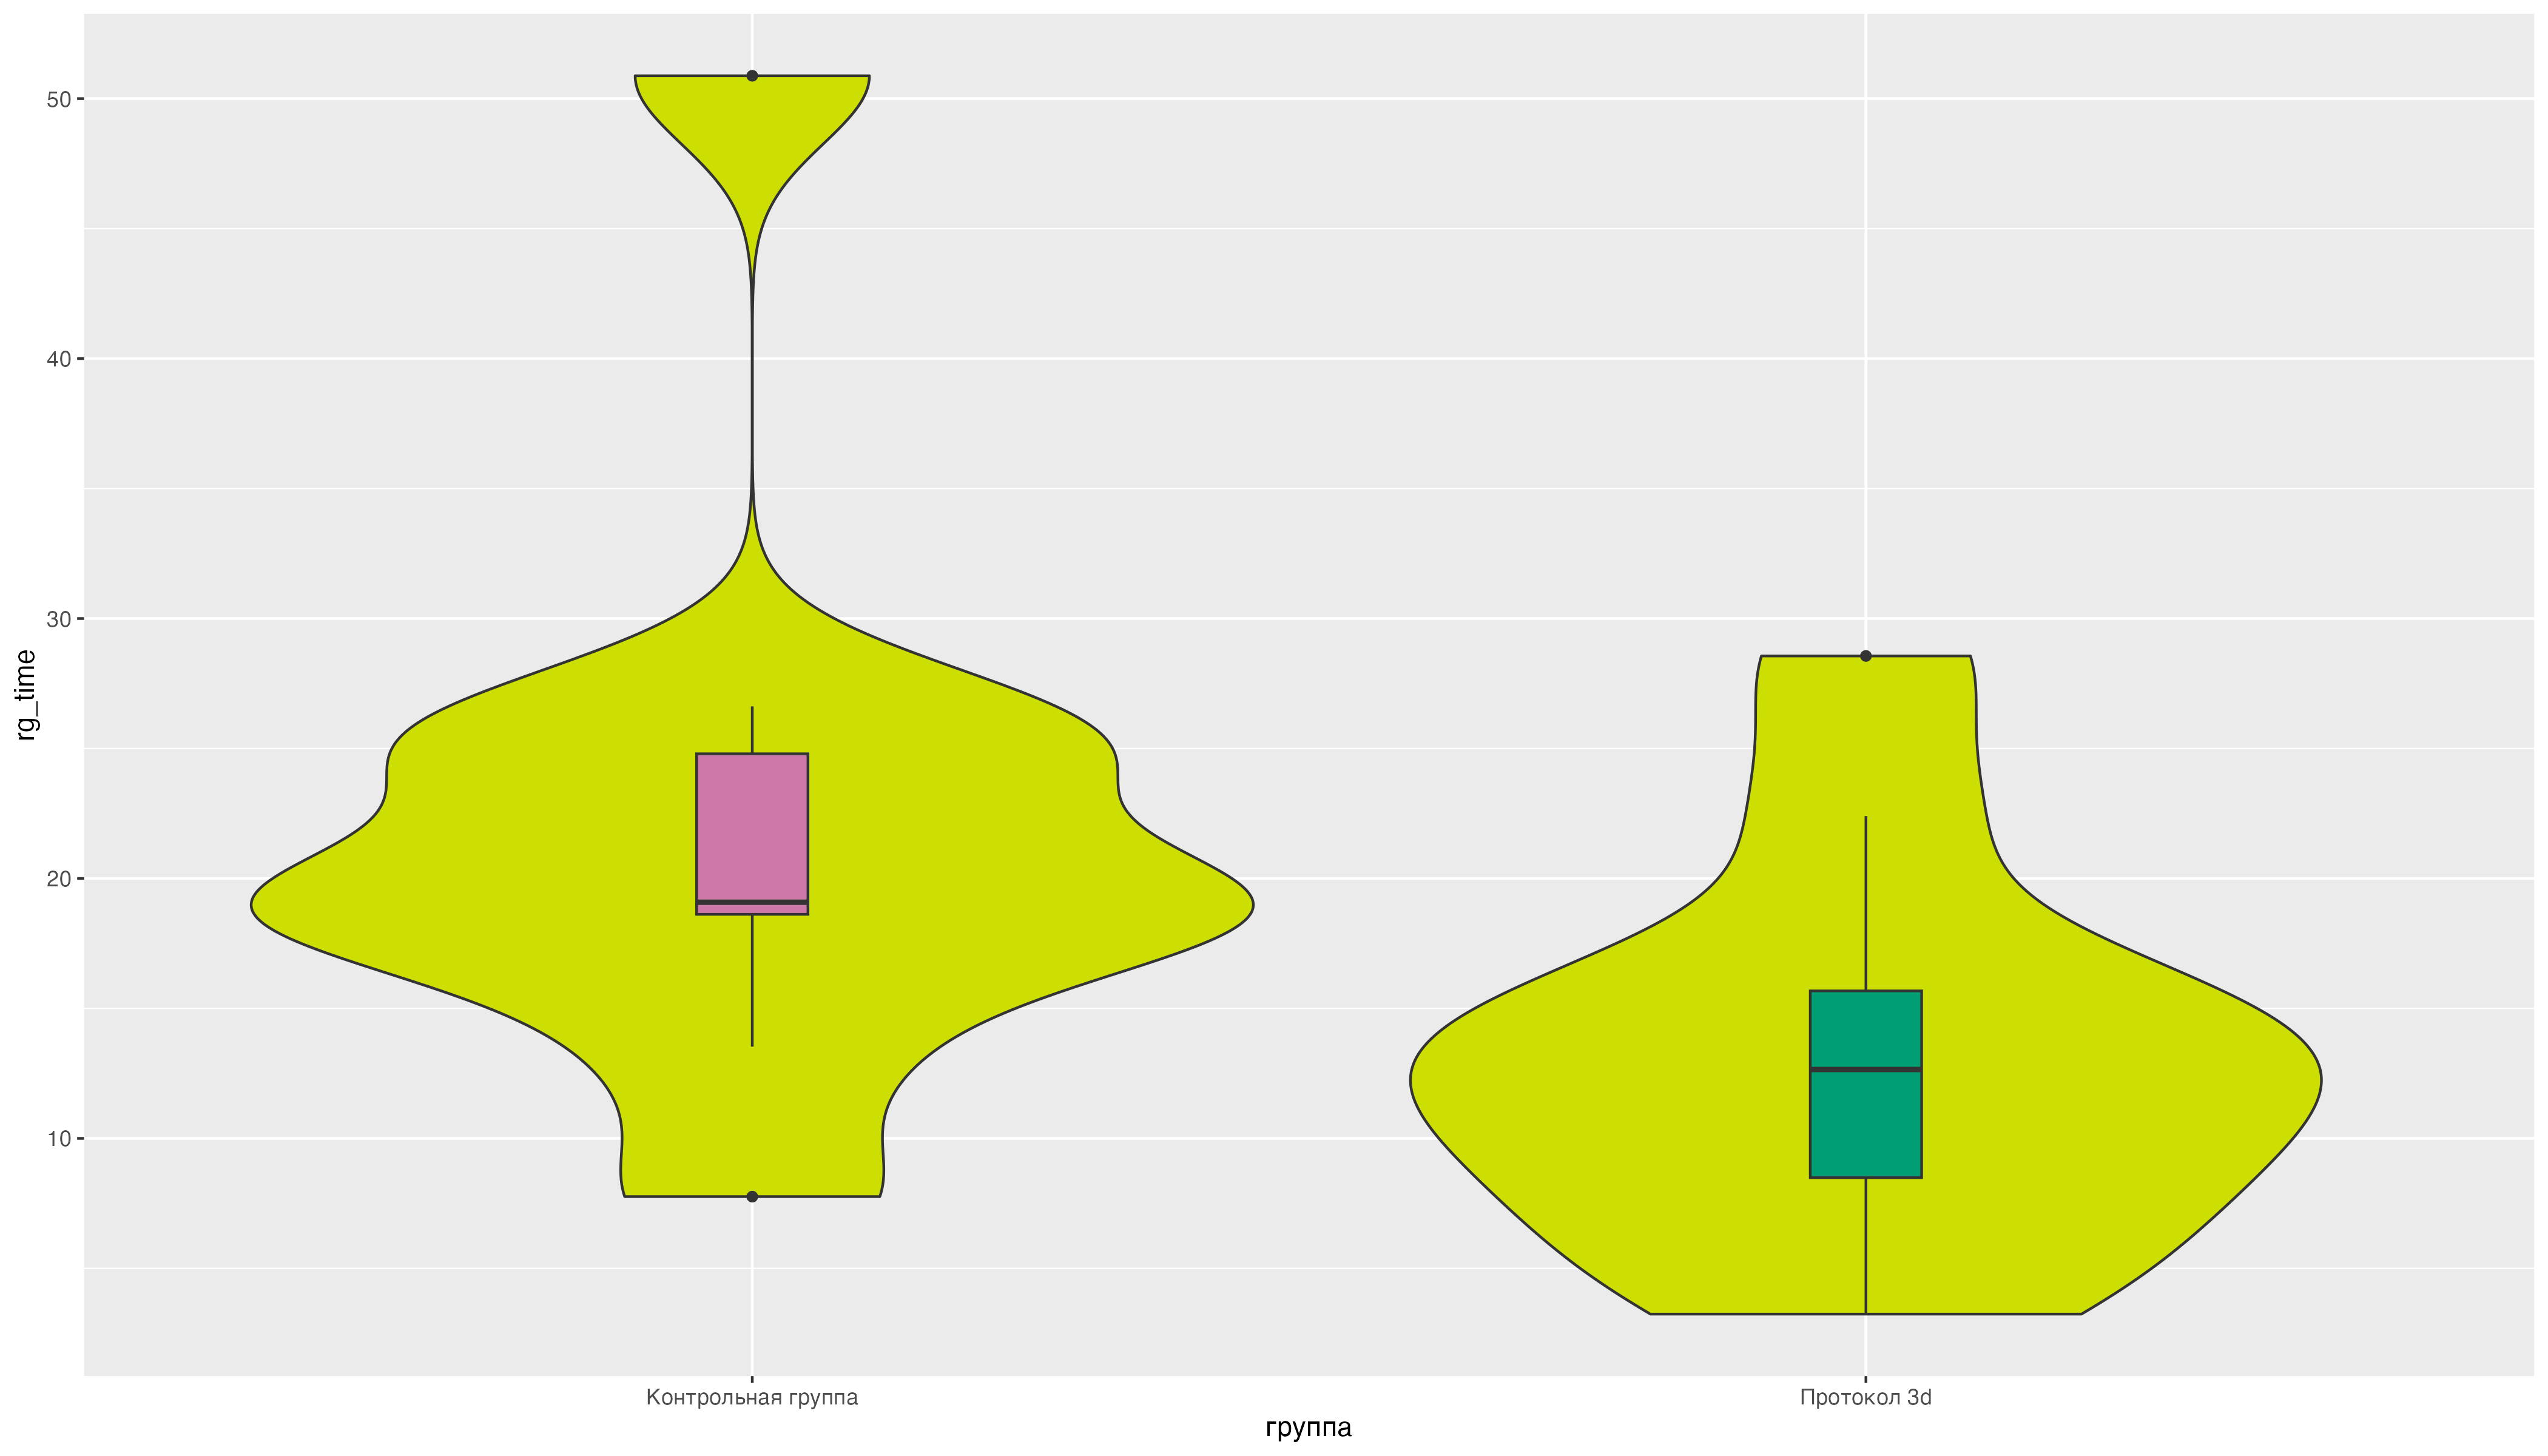 50
40
30
20
10
rg_time
Контрольная группа
Протокол 3d
группа